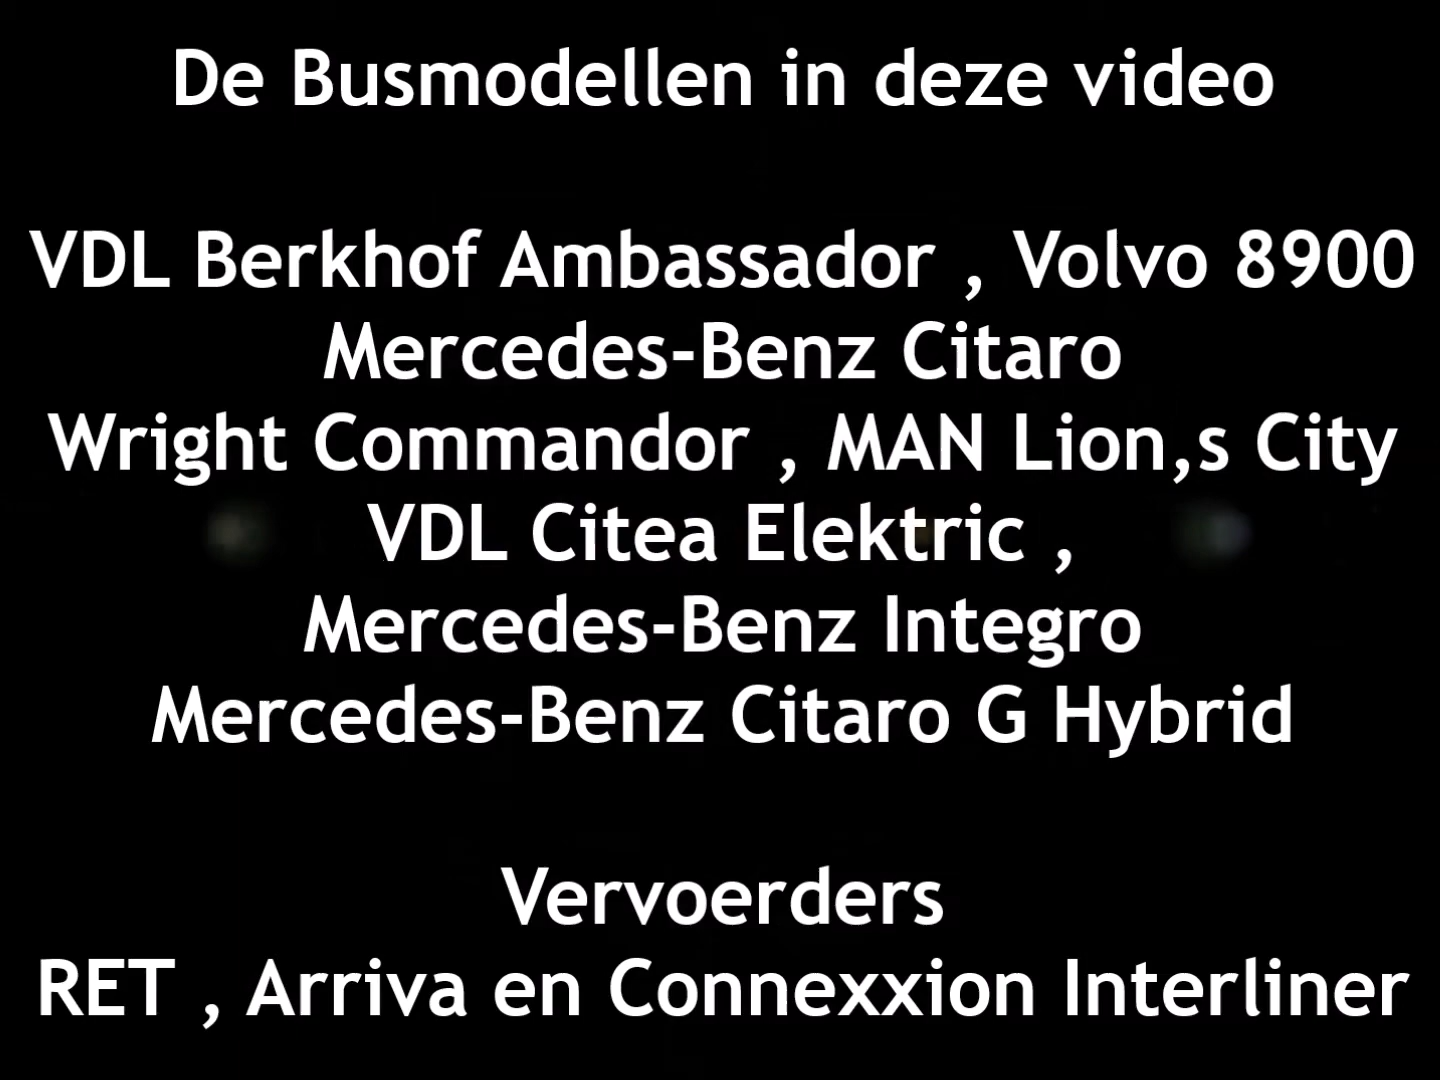 De Busmodellen in deze video
VDL Berkhof Ambassador , Volvo 8900
Mercedes-Benz Citaro
Wright Commandor , MAN Lion,s City
VDL Citea Elektric ,
Mercedes-Benz Integro
Mercedes-Benz Citaro G Hybrid
Vervoerders
RET , Arriva en Connexxion Interliner